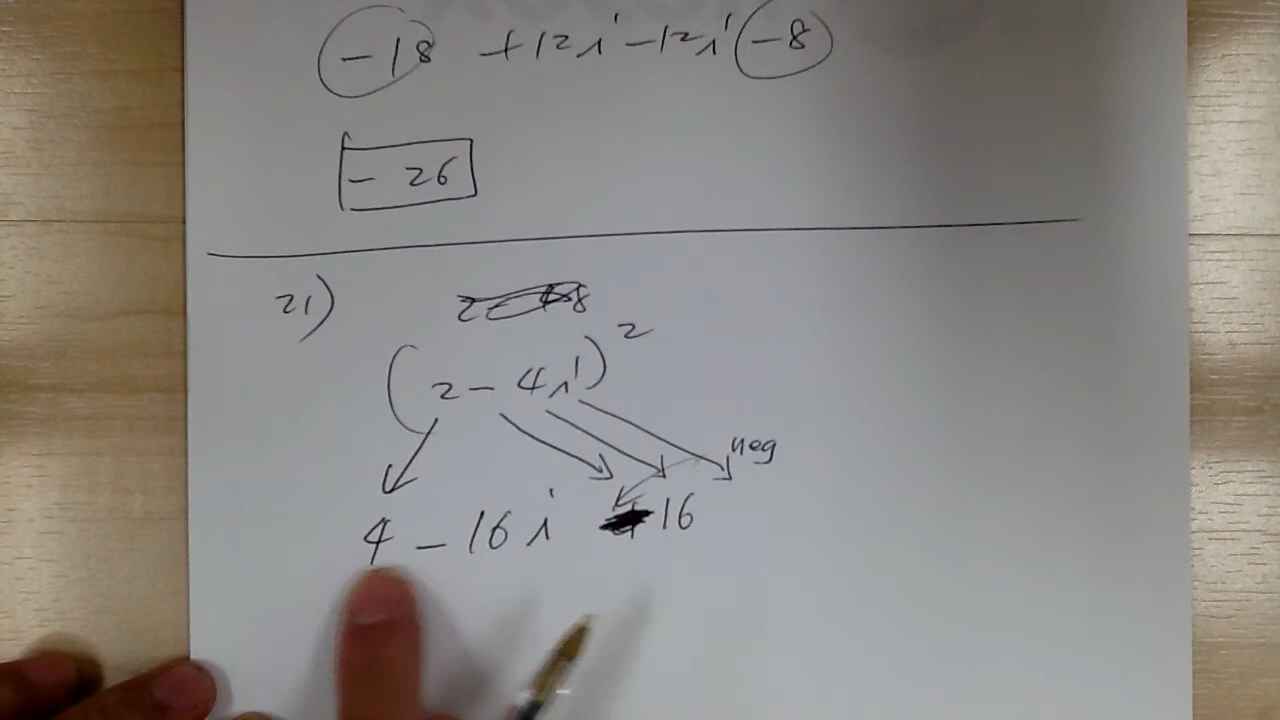 -18 +12i -12i -8
- 26
21)
(2-4i)²
neg
4 - 16i - 16